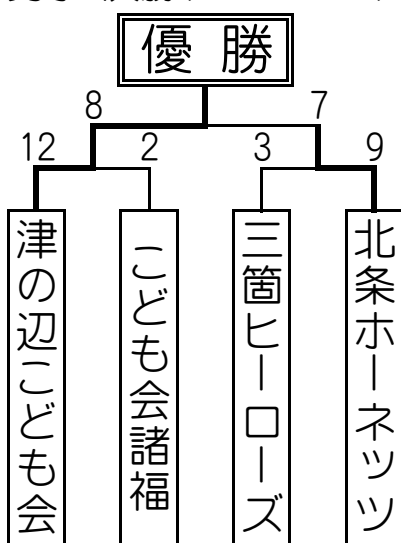 優勝
8 7
12 2 3 9
津の辺こども会
こども会諸福
三箇ヒーローズ
北条ホーネッツ